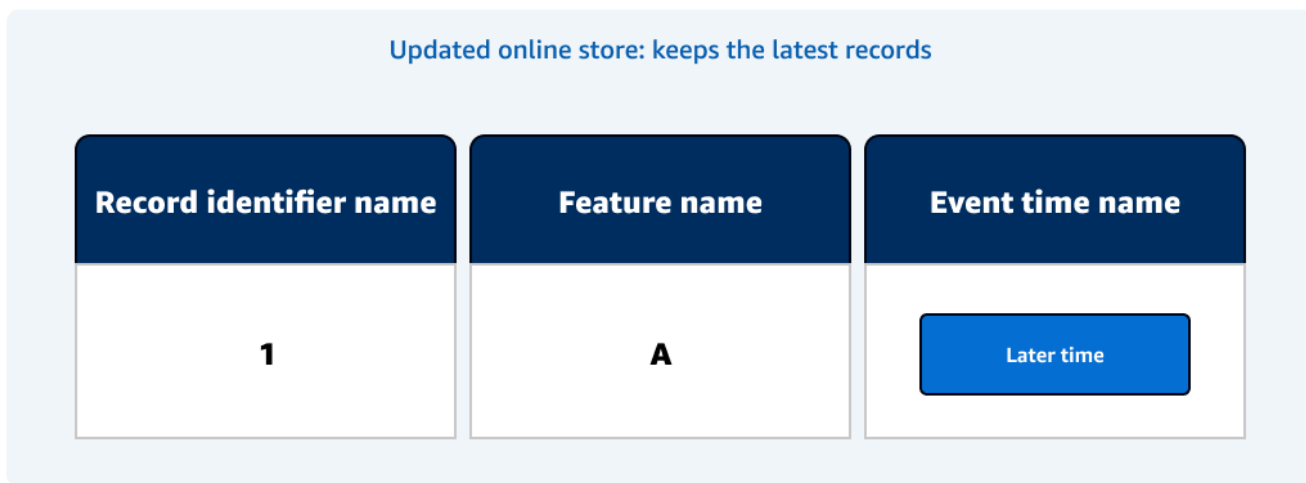 Updated online store: keeps the latest records
Record identifier name
Feature name
Event time name
1
A
Later time